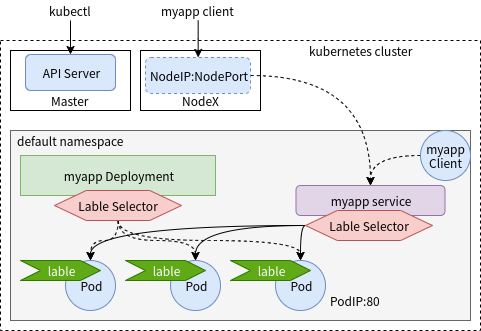 kubectl
myapp client
kubernetes cluster
API Server
Master
NodeIP:NodePort
NodeX
default namespace
myapp
Client
myapp Deployment
Lable Selector
myapp service
Lable Selector
lable
Pod
lable
Pod
lable
Pod
PodIP:80